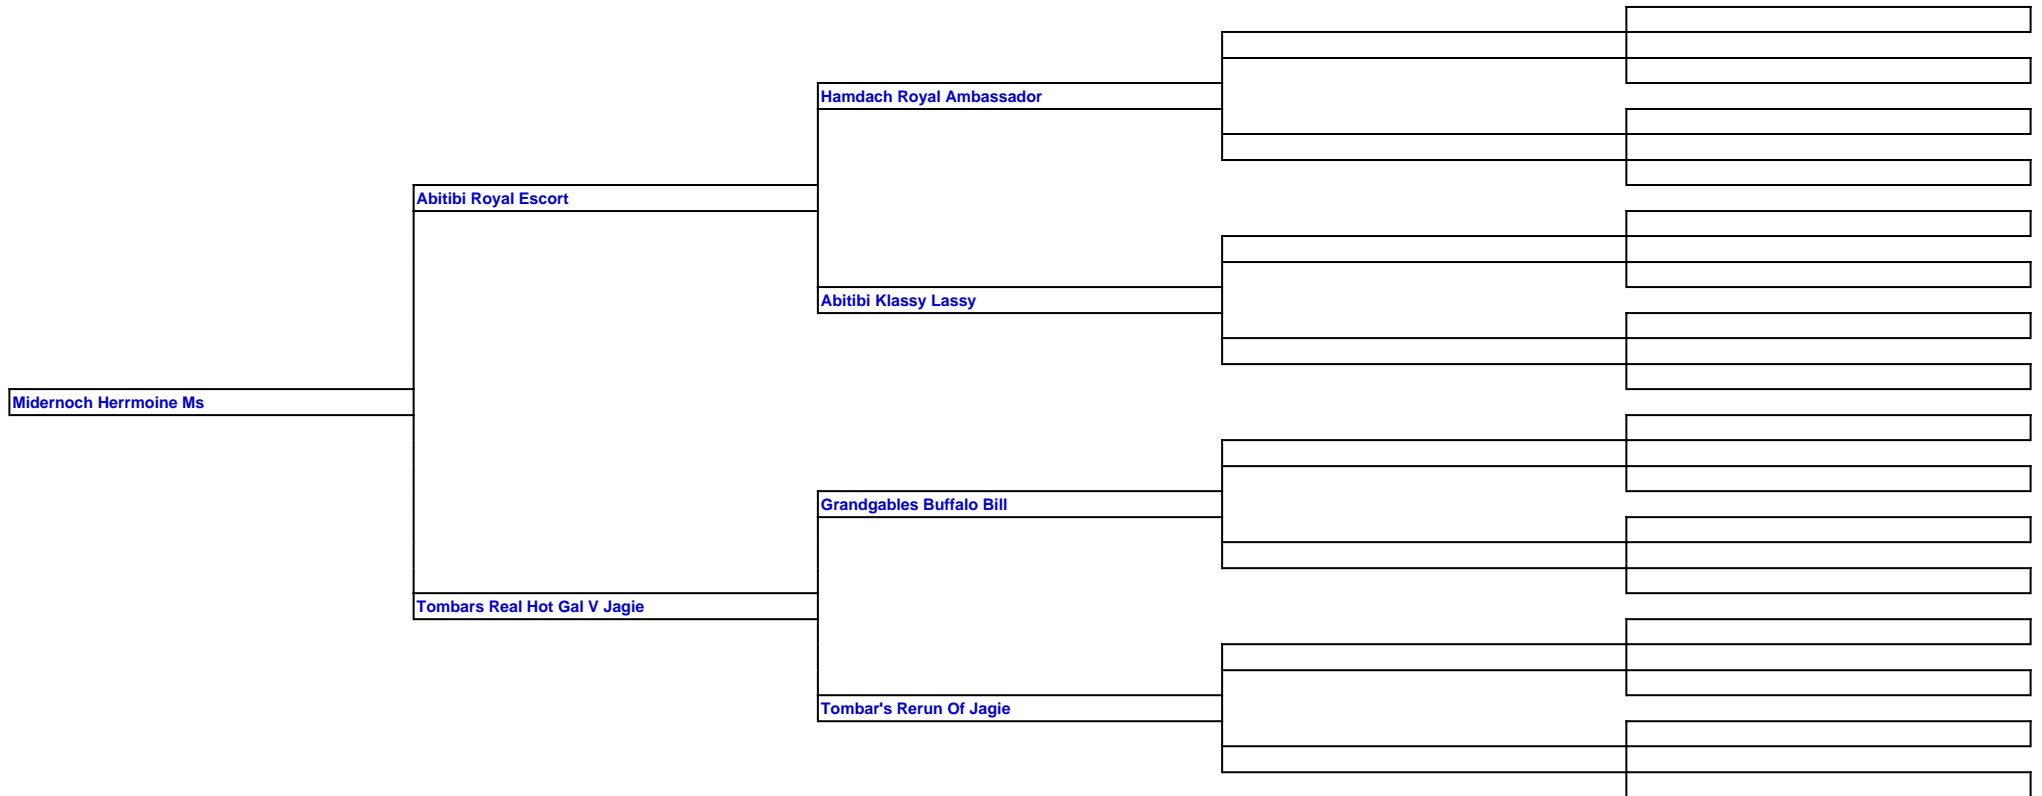 Hamdach Royal Ambassador
Abitibi Royal Escort
Abitibi Klassy Lassy
Midernoch Herrmoine Ms
Grandgables Buffalo Bill
Tombars Real Hot Gal V Jagie
Tombar's Rerun Of Jagie